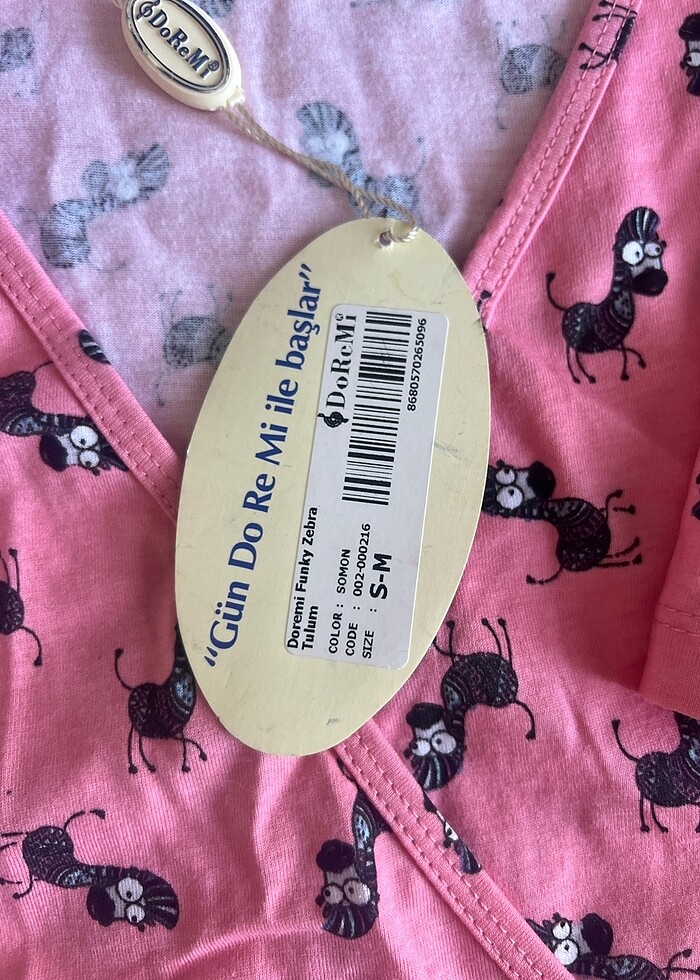 DoReMi®
"Gün Do Re Mi ile başlar"
DoReMi®
8680570265096
Doremi Funky Zebra
Tulum
COLOR : SOMON
CODE : 002-000216
SIZE : S-M